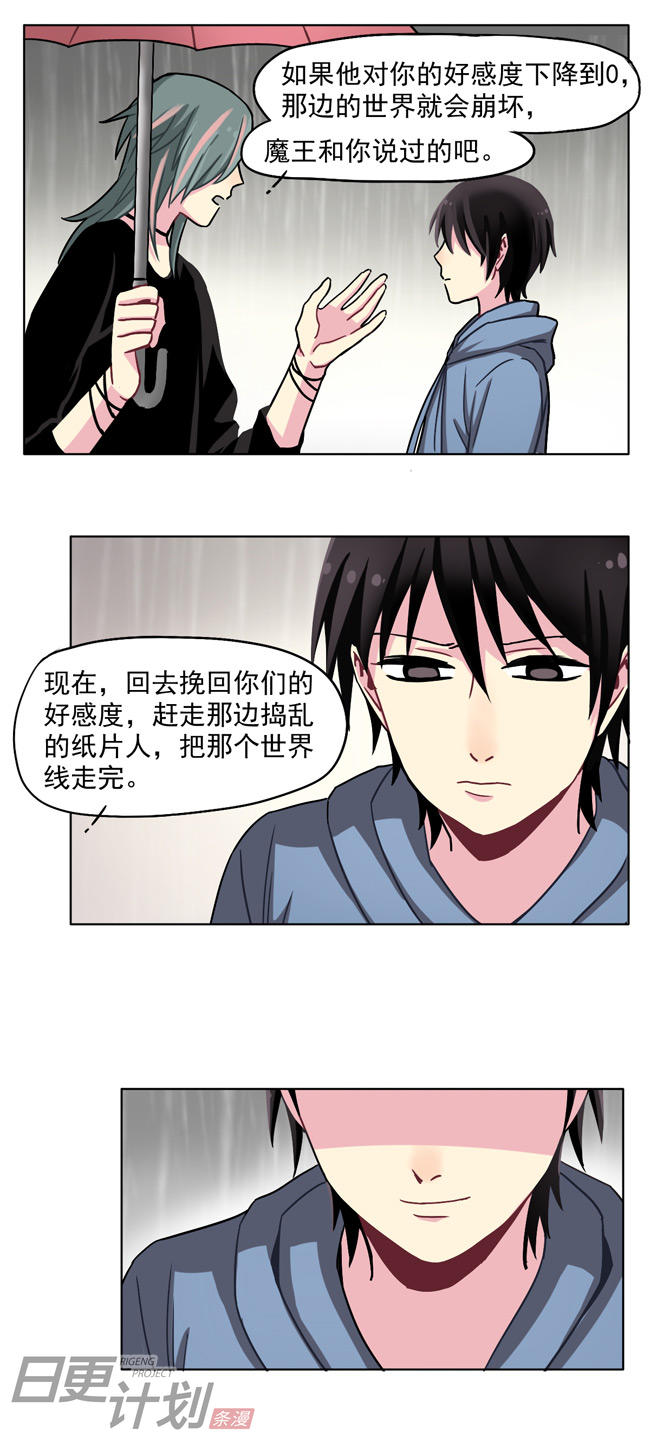 如果他对你的好感度下降到0，
那边的世界就会崩坏，
魔王和你说过的吧。
现在，回去挽回你们的
好感度，赶走那边捣乱
的纸片人，把那个世界
线走完。
日更
RIGENG
PROJECT
计划
条漫